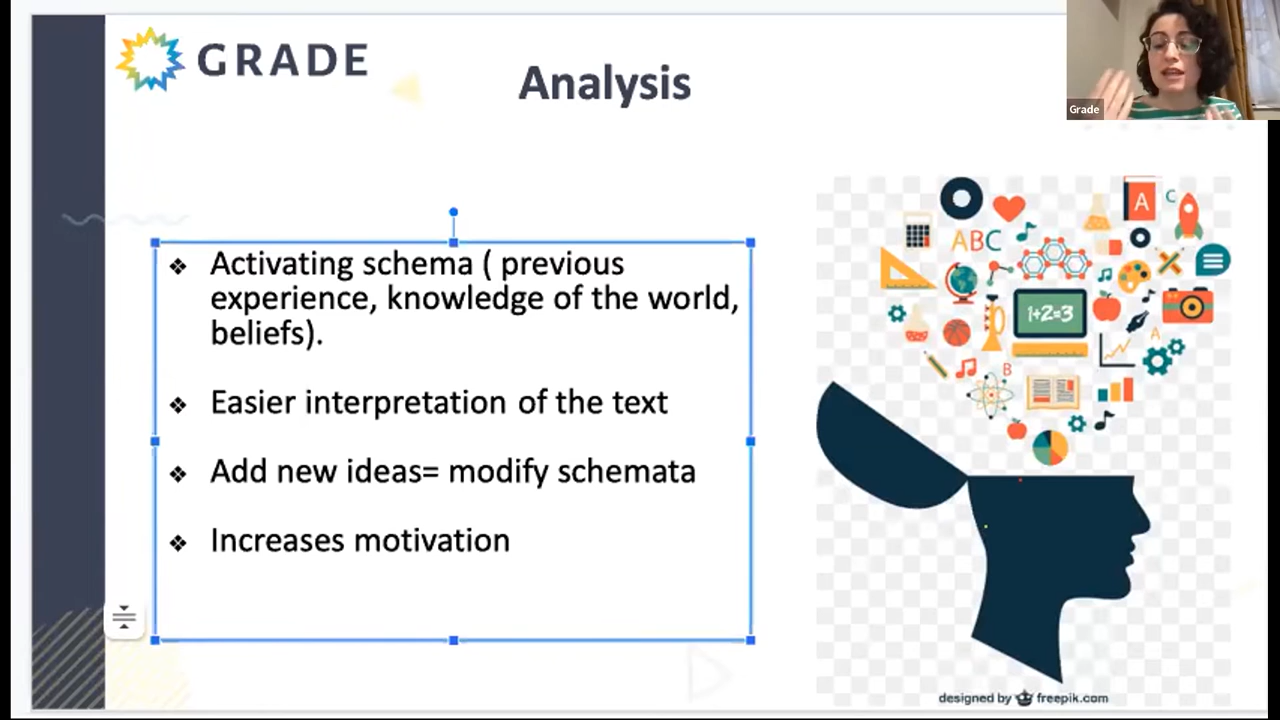 GRADE
Analysis
Grade
❖ Activating schema ( previous
experience, knowledge of the world,
beliefs).
❖ Easier interpretation of the text
❖ Add new ideas= modify schemata
❖ Increases motivation
A
C
ABC
1+2=3
A
B
designed by freepik.com